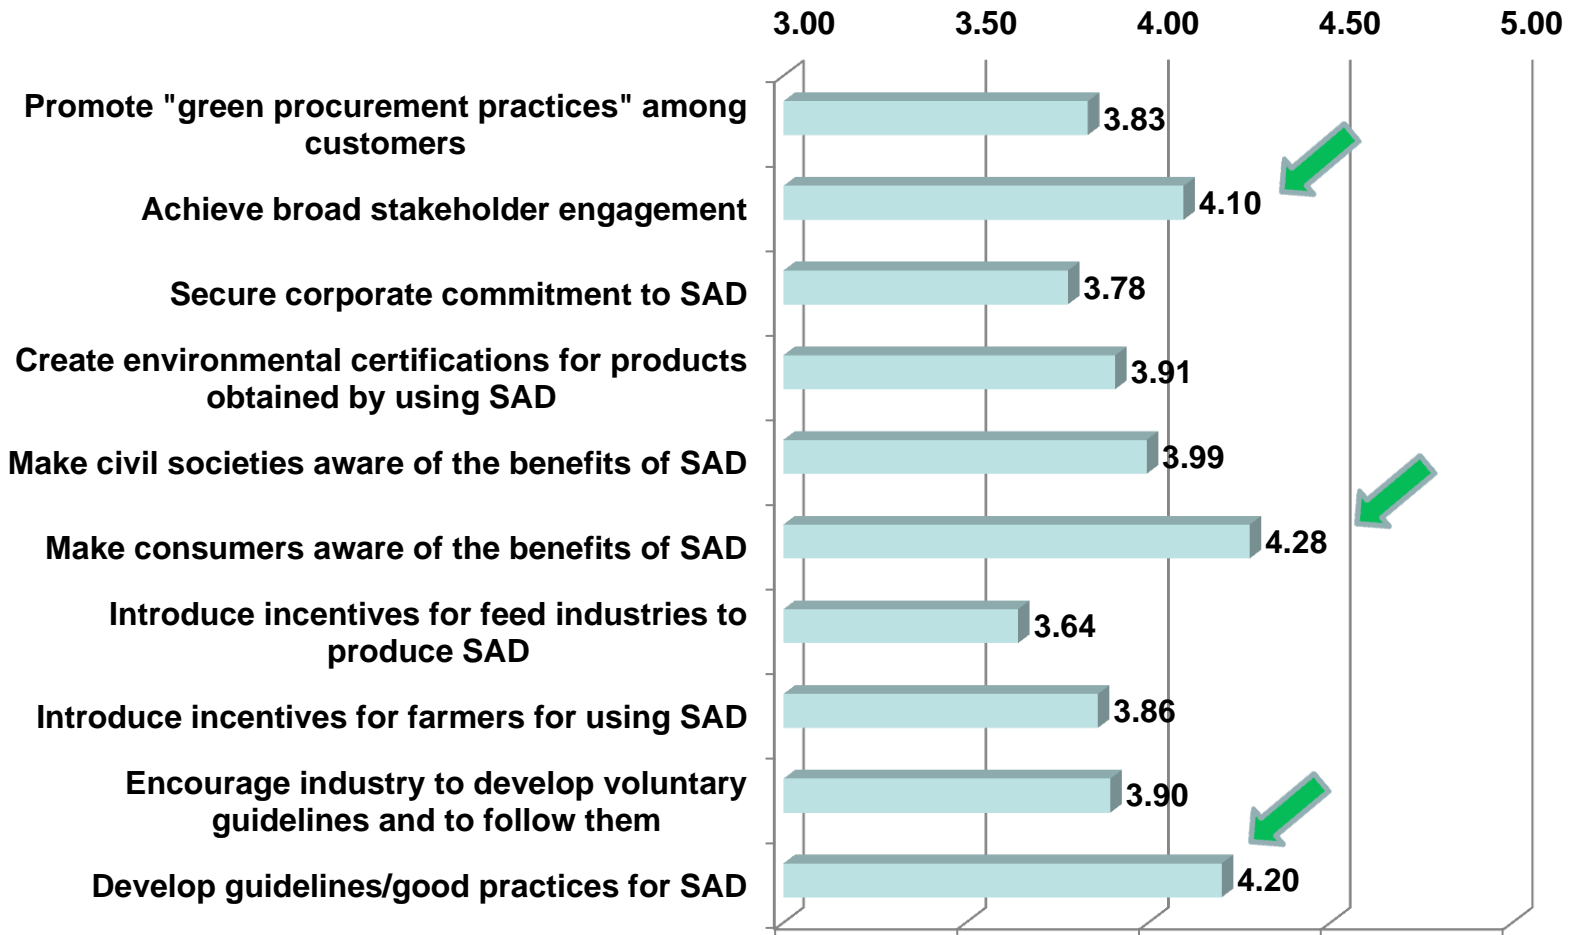 3.00 3.50 4.00 4.50 5.00
Promote "green procurement practices" among
customers
3.83
Achieve broad stakeholder engagement
4.10
Secure corporate commitment to SAD
3.78
Create environmental certifications for products
obtained by using SAD
3.91
Make civil societies aware of the benefits of SAD
3.99
Make consumers aware of the benefits of SAD
4.28
Introduce incentives for feed industries to
produce SAD
3.64
Introduce incentives for farmers for using SAD
3.86
Encourage industry to develop voluntary
guidelines and to follow them
3.90
Develop guidelines/good practices for SAD
4.20